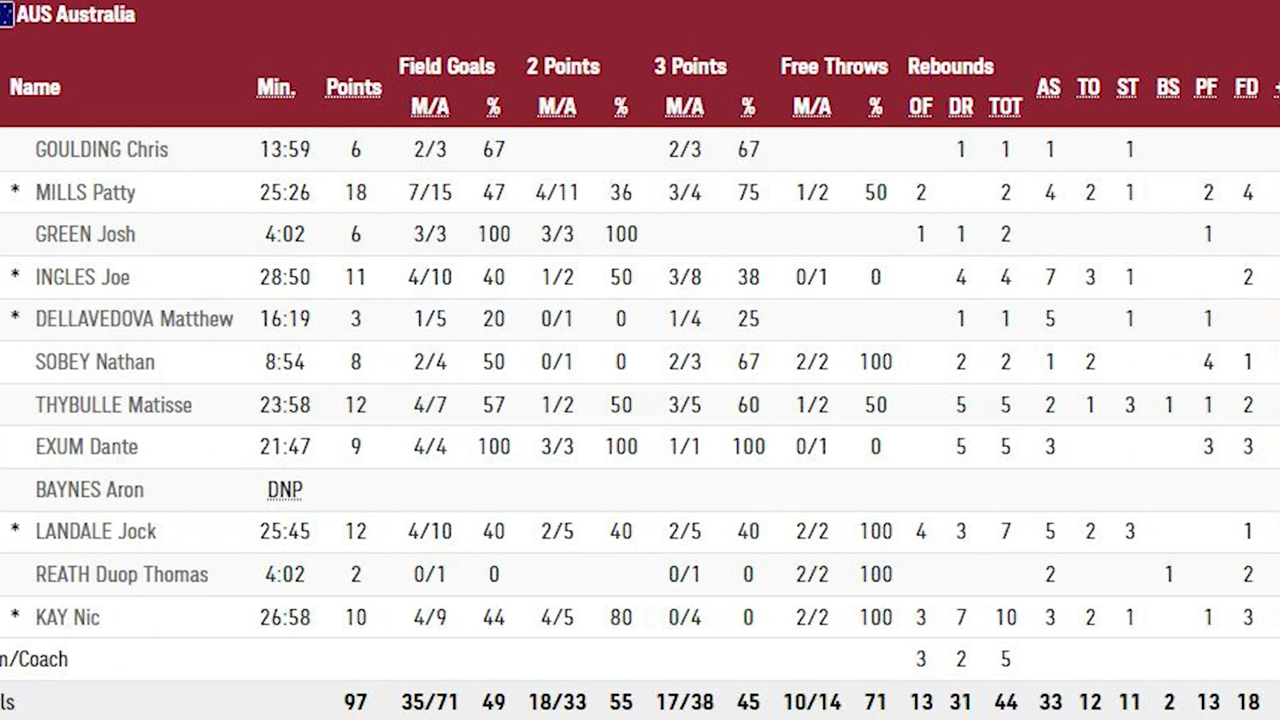 AUS Australia
Field Goals 2 Points 3 Points Free Throws Rebounds
Name Min. Points AS TO ST BS PF FD
M/A % M/A % M/A % M/A % OF DR TOT
GOULDING Chris 13:59 6 2/3 67 2/3 67 1 1 1 1
* MILLS Patty 25:26 18 7/15 47 4/11 36 3/4 75 1/2 50 2 2 4 2 1 2 4
GREEN Josh 4:02 6 3/3 100 3/3 100 1 1 2 1
* INGLES Joe 28:50 11 4/10 40 1/2 50 3/8 38 0/1 0 4 4 7 3 1 2
* DELLAVEDOVA Matthew 16:19 3 1/5 20 0/1 0 1/4 25 1 1 5 1 1
SOBEY Nathan 8:54 8 2/4 50 0/1 0 2/3 67 2/2 100 2 2 1 2 4 1
THYBULLE Matisse 23:58 12 4/7 57 1/2 50 3/5 60 1/2 50 5 5 2 1 3 1 1 2
EXUM Dante 21:47 9 4/4 100 3/3 100 1/1 100 0/1 0 5 5 3 3 3
BAYNES Aron DNP
* LANDALE Jock 25:45 12 4/10 40 2/5 40 2/5 40 2/2 100 4 3 7 5 2 3 1
REATH Duop Thomas 4:02 2 0/1 0 0/1 0 2/2 100 2 1 2
* KAY Nic 26:58 10 4/9 44 4/5 80 0/4 0 2/2 100 3 7 10 3 2 1 1 3
n/Coach 3 2 5
ls 97 35/71 49 18/33 55 17/38 45 10/14 71 13 31 44 33 12 11 2 13 18